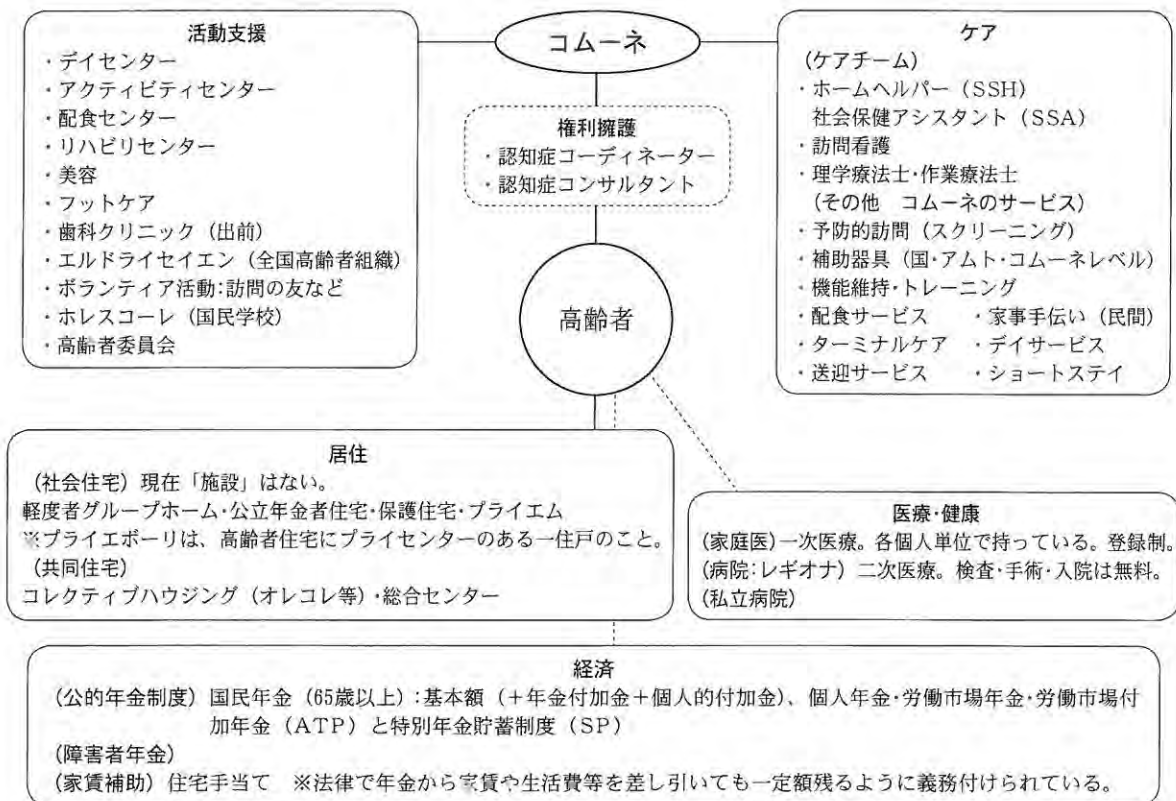 活動支援
・デイセンター
・アクティビティセンター
・配食センター
・リハビリセンター
・美容
・フットケア
・歯科クリニック（出前）
・エルドライセイエン（全国高齢者組織）
・ボランティア活動:訪問の友など
・ホレスコーレ（国民学校）
・高齢者委員会
コムーネ
権利擁護
・認知症コーディネーター
・認知症コンサルタント
高齢者
ケア
（ケアチーム）
・ホームヘルパー（SSH）
社会保健アシスタント（SSA）
・訪問看護
・理学療法士・作業療法士
（その他　コムーネのサービス）
・予防的訪問（スクリーニング）
・補助器具（国・アムト・コムーネレベル）
・機能維持・トレーニング
・配食サービス　・家事手伝い（民間）
・ターミナルケア　・デイサービス
・送迎サービス　・ショートステイ
居住
（社会住宅）現在「施設」はない。
軽度者グループホーム・公立年金者住宅・保護住宅・プライエム
※プライエボーリは、高齢者住宅にプライセンターのある一住戸のこと。
（共同住宅）
コレクティブハウジング（オレコレ等）・総合センター
医療・健康
（家庭医）一次医療。各個人単位で持っている。登録制。
（病院:レギオナ）二次医療。検査・手術・入院は無料。
（私立病院）
経済
（公的年金制度）国民年金（65歳以上）:基本額（＋年金付加金＋個人的付加金）、個人年金・労働市場年金・労働市場付
加年金（ATP）と特別年金貯蓄制度（SP）
（障害者年金）
（家賃補助）住宅手当て　※法律で年金から家賃や生活費等を差し引いても一定額残るように義務付けられている。